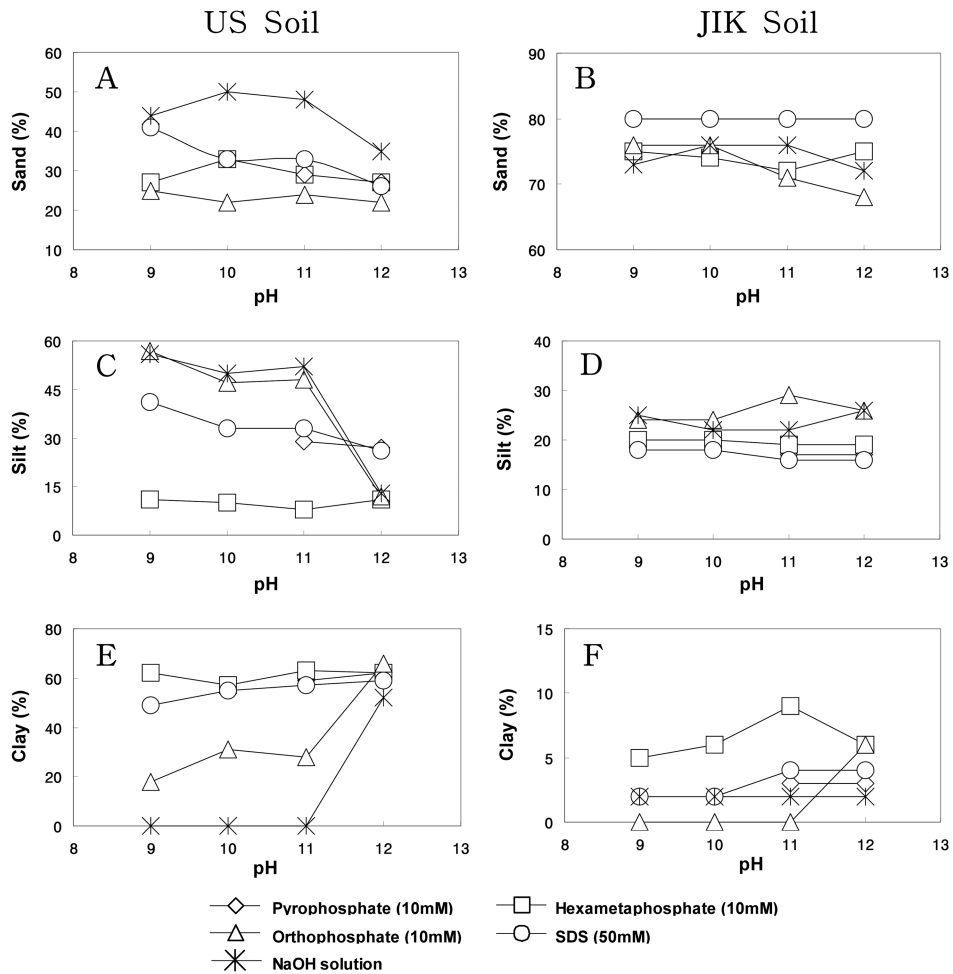 US Soil
JIK Soil
A
60
50
40
30
20
10
Sand (%)
8 9 10 11 12 13
pH
B
90
80
70
60
Sand (%)
8 9 10 11 12 13
pH
C
60
45
30
15
0
Silt (%)
8 9 10 11 12 13
pH
D
40
30
20
10
0
Silt (%)
8 9 10 11 12 13
pH
E
80
60
40
20
0
Clay (%)
8 9 10 11 12 13
pH
F
15
10
5
0
Clay (%)
8 9 10 11 12 13
pH
Pyrophosphate (10mM)
Hexametaphosphate (10mM)
Orthophosphate (10mM)
SDS (50mM)
NaOH solution